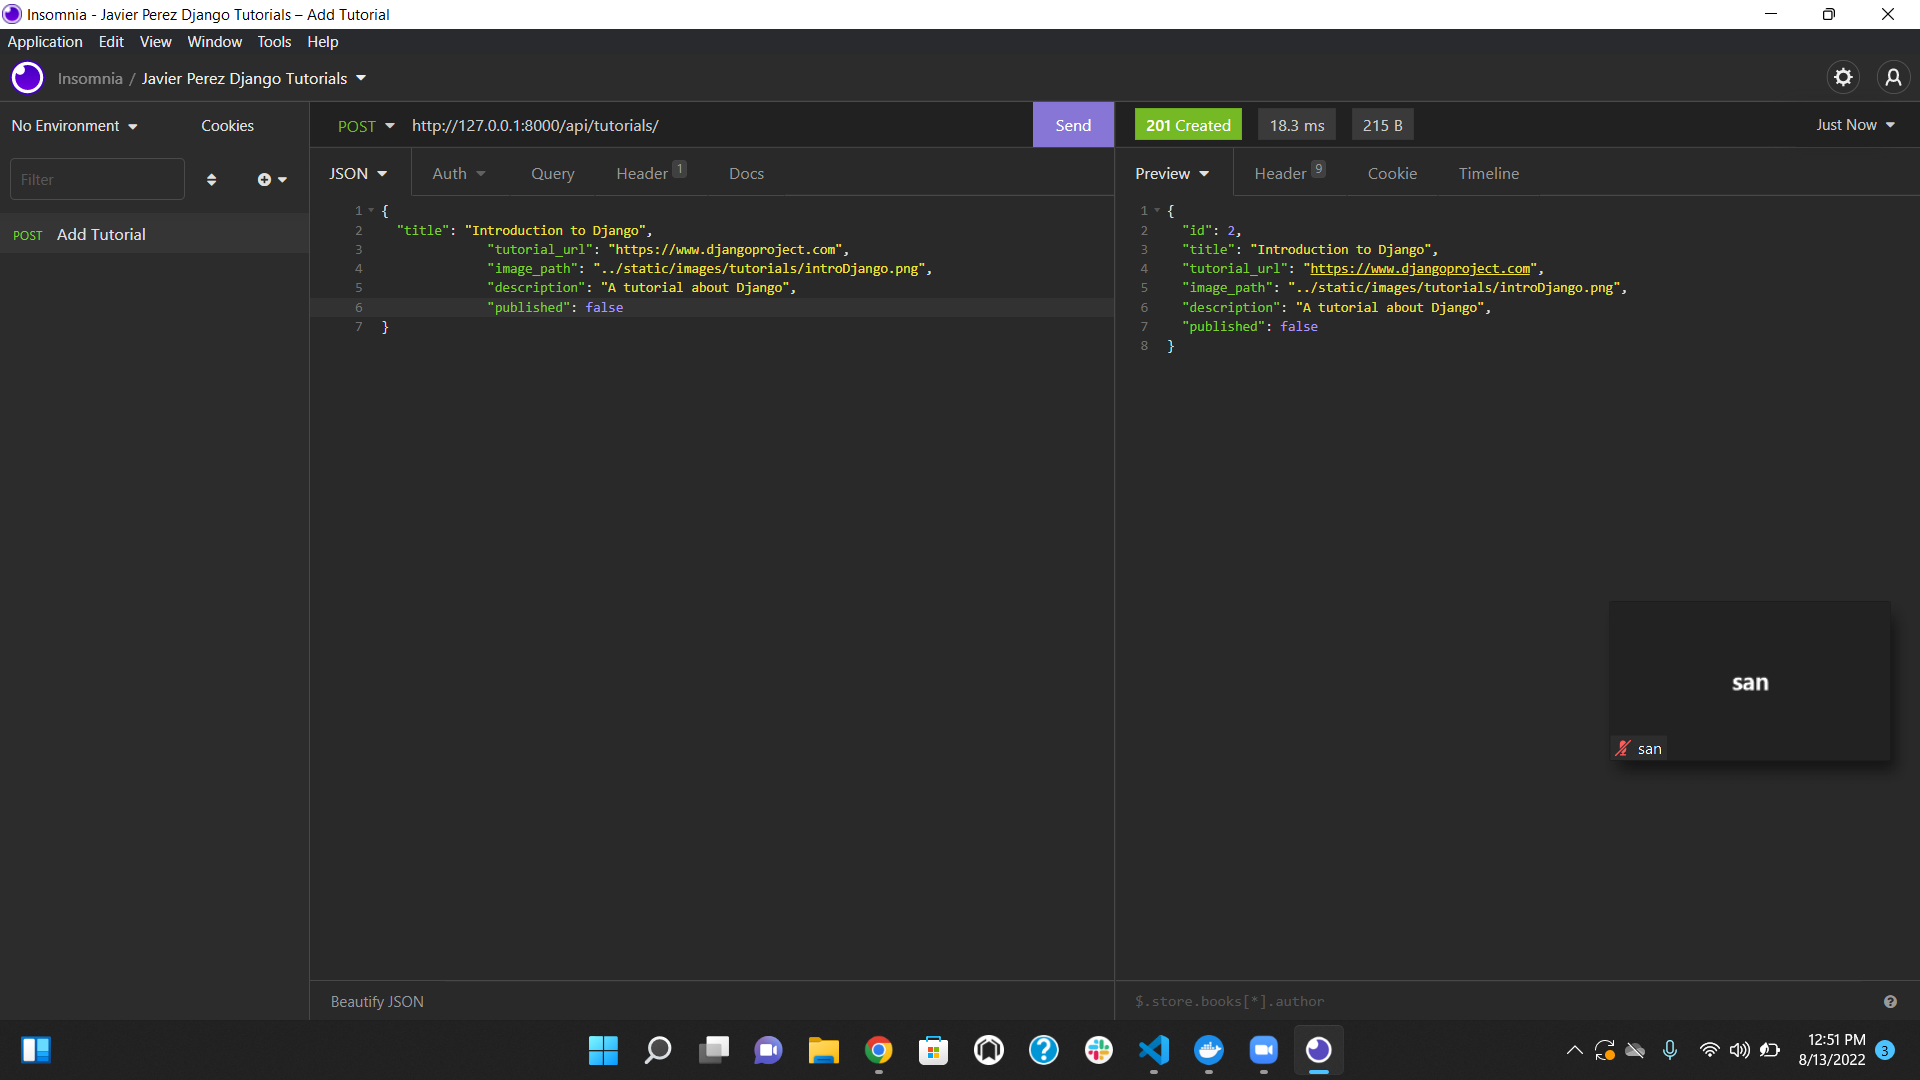 Insomnia - Javier Perez Django Tutorials – Add Tutorial
Application Edit View Window Tools Help
Insomnia / Javier Perez Django Tutorials
No Environment Cookies
POST http://127.0.0.1:8000/api/tutorials/ Send
201 Created 18.3 ms 215 B Just Now
Filter
JSON Auth Query Header 1 Docs
Preview Header 9 Cookie Timeline
POST Add Tutorial
1 {
2 "title": "Introduction to Django",
3 "tutorial_url": "https://www.djangoproject.com",
4 "image_path": "../static/images/tutorials/introDjango.png",
5 "description": "A tutorial about Django",
6 "published": false
7 }
1 {
2 "id": 2,
3 "title": "Introduction to Django",
4 "tutorial_url": "https://www.djangoproject.com",
5 "image_path": "../static/images/tutorials/introDjango.png",
6 "description": "A tutorial about Django",
7 "published": false
8 }
san
san
Beautify JSON
$.store.books[*].author
12:51 PM
8/13/2022
3